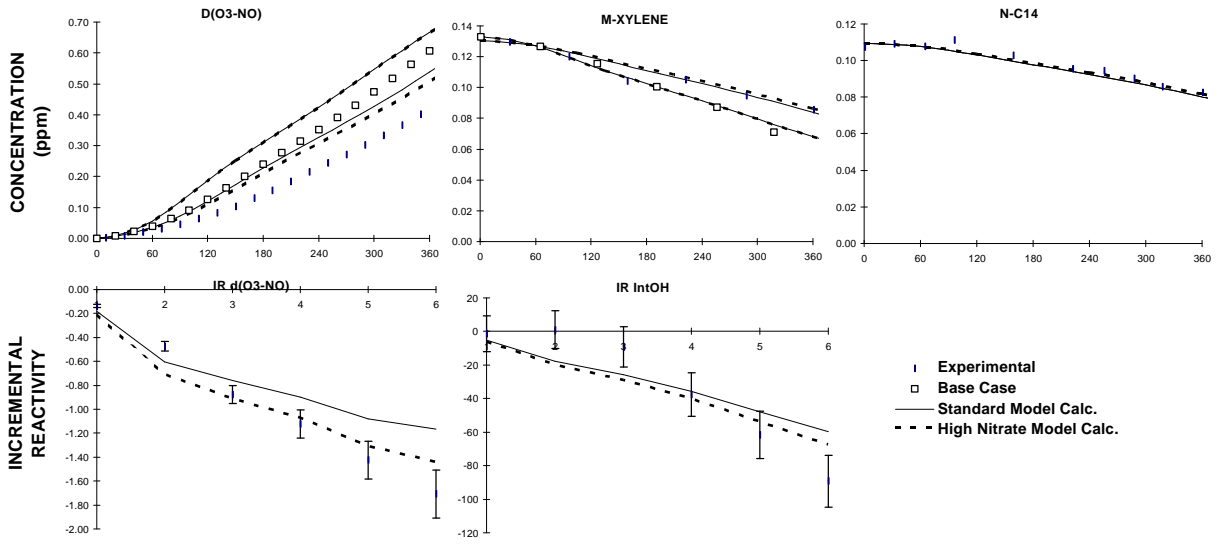 D(O3-NO)
0.70
0.60
0.50
0.40
0.30
0.20
0.10
0.00
0 60 120 180 240 300 360
M-XYLENE
0.14
0.12
0.10
0.08
0.06
0.04
0.02
0.00
0 90 180 270 360
N-C14
0.12
0.10
0.08
0.06
0.04
0.02
0.00
0 60 120 180 240 300 360
CONCENTRATION
(ppm)
IR d(O3-NO)
0.00
-0.20
-0.40
-0.60
-0.80
-1.00
-1.20
-1.40
-1.60
-1.80
-2.00
1 2 3 4 5 6
IR IntOH
20
0
-20
-40
-60
-80
-100
-120
1 2 3 4 5 6
INCREMENTAL
REACTIVITY
Experimental
Base Case
Standard Model Calc.
High Nitrate Model Calc.